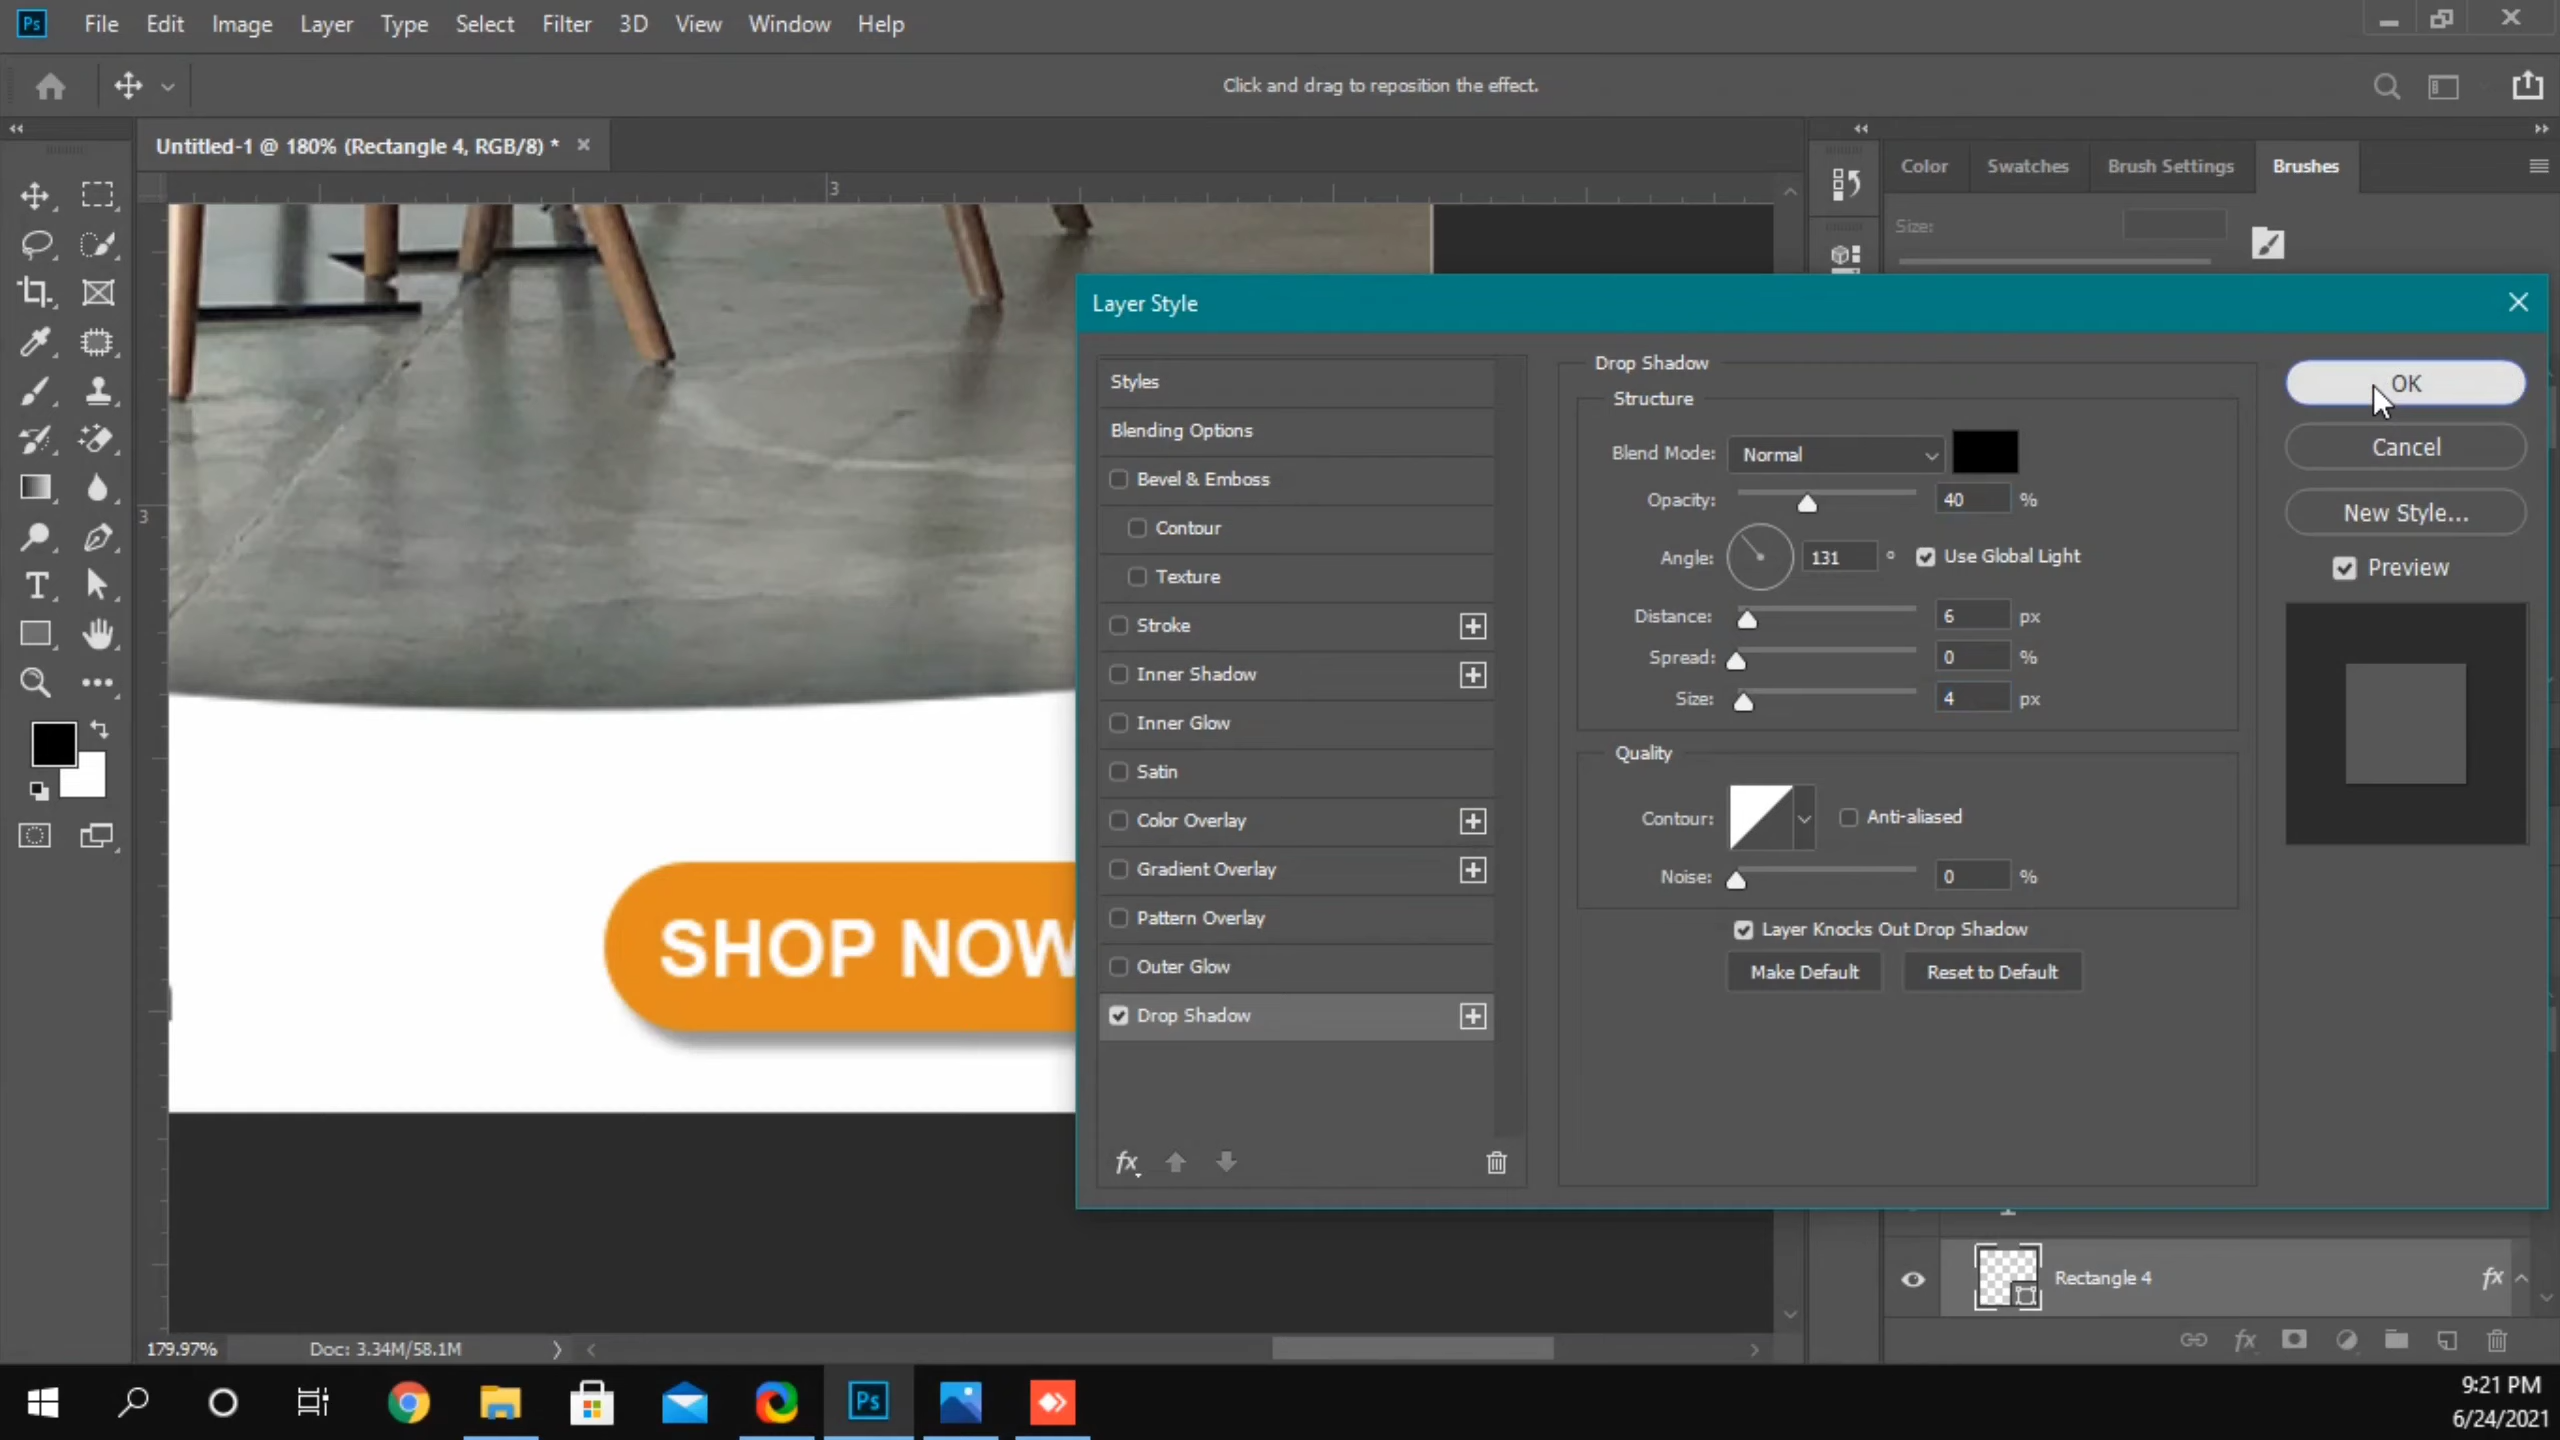 Ps File Edit Image Layer Type Select Filter 3D View Window Help
Click and drag to reposition the effect.
Untitled-1 @ 180% (Rectangle 4, RGB/8) *
Color Swatches Brush Settings Brushes
Size:
3
3
Layer Style
Styles
Blending Options
Bevel & Emboss
Contour
Texture
Stroke
Inner Shadow
Inner Glow
Satin
Color Overlay
Gradient Overlay
Pattern Overlay
Outer Glow
Drop Shadow
fx
Drop Shadow
Structure
Blend Mode: Normal
Opacity: 40 %
Angle: 131 ° Use Global Light
Distance: 6 px
Spread: 0 %
Size: 4 px
Quality
Contour: Anti-aliased
Noise: 0 %
Layer Knocks Out Drop Shadow
Make Default Reset to Default
OK
Cancel
New Style...
Preview
SHOP NOW
Rectangle 4 fx
fx
179.97% Doc: 3.34M/58.1M
Ps
9:21 PM
6/24/2021